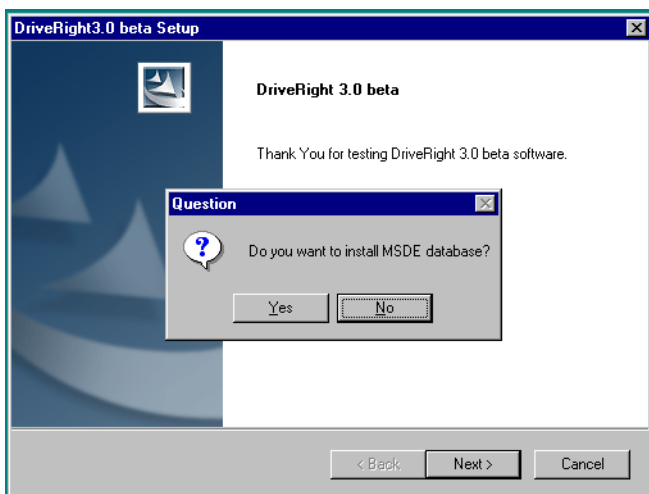 DriveRight3.0 beta Setup
DriveRight 3.0 beta
Thank You for testing DriveRight 3.0 beta software.
Question
?
Do you want to install MSDE database?
Yes
No
< Back
Next >
Cancel